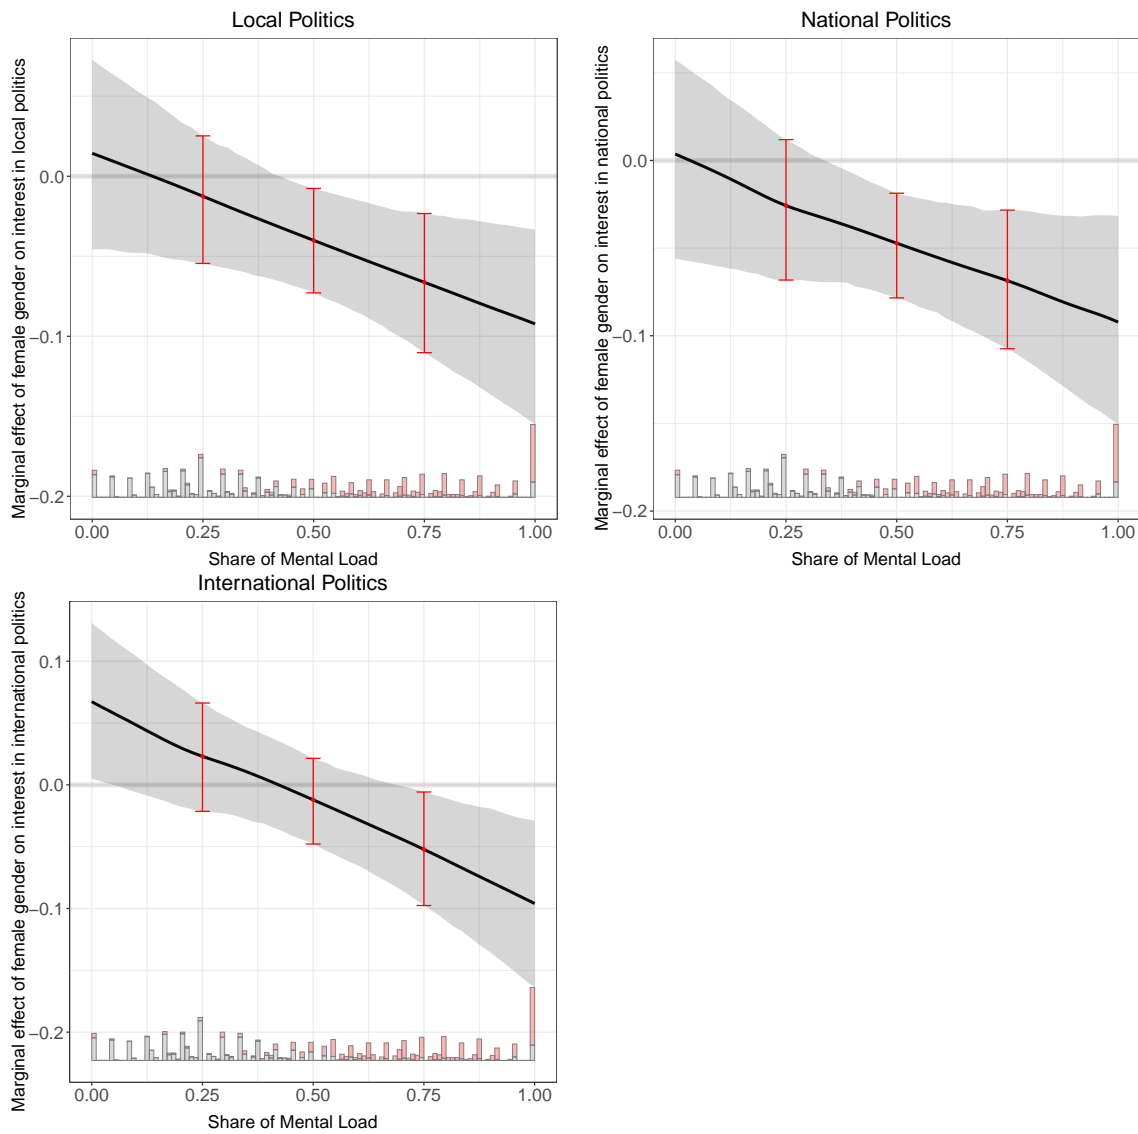 Local Politics
Marginal effect of female gender on interest in local politics
0.0
−0.1
−0.2
0.00 0.25 0.50 0.75 1.00
Share of Mental Load
National Politics
Marginal effect of female gender on interest in national politics
0.0
−0.1
−0.2
0.00 0.25 0.50 0.75 1.00
Share of Mental Load
International Politics
Marginal effect of female gender on interest in international politics
0.1
0.0
−0.1
−0.2
0.00 0.25 0.50 0.75 1.00
Share of Mental Load